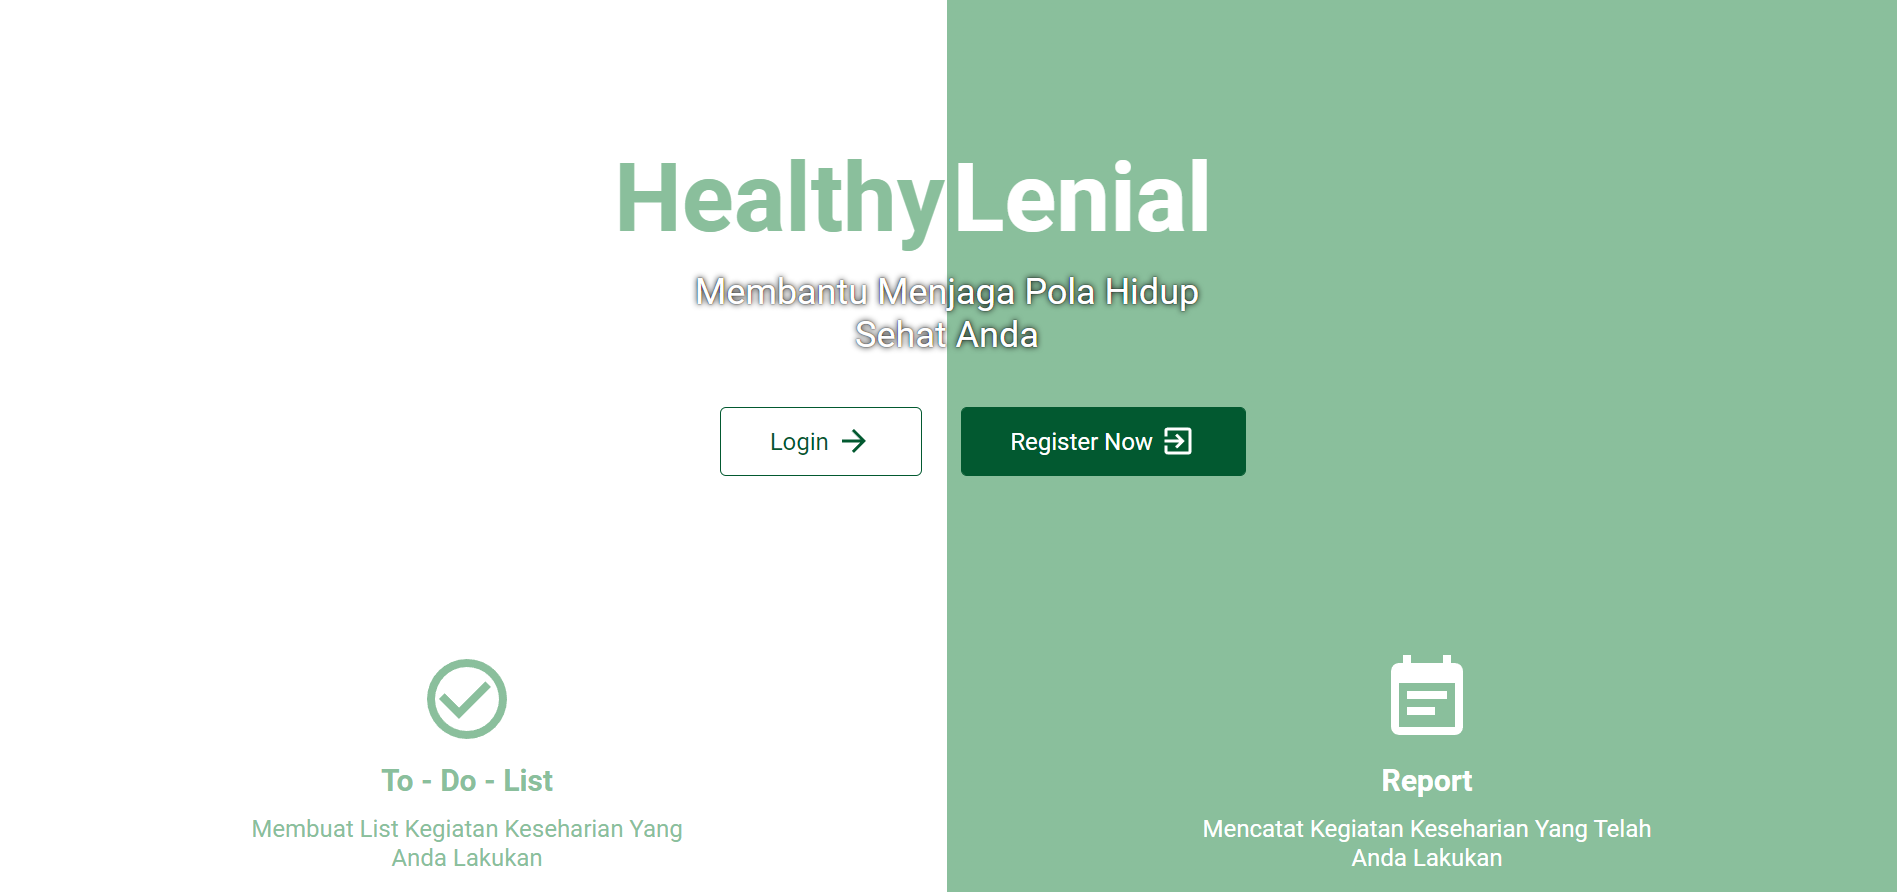 HealthyLenial
Membantu Menjaga Pola Hidup
Sehat Anda
Login
Register Now
To - Do - List
Membuat List Kegiatan Keseharian Yang
Anda Lakukan
Report
Mencatat Kegiatan Keseharian Yang Telah
Anda Lakukan